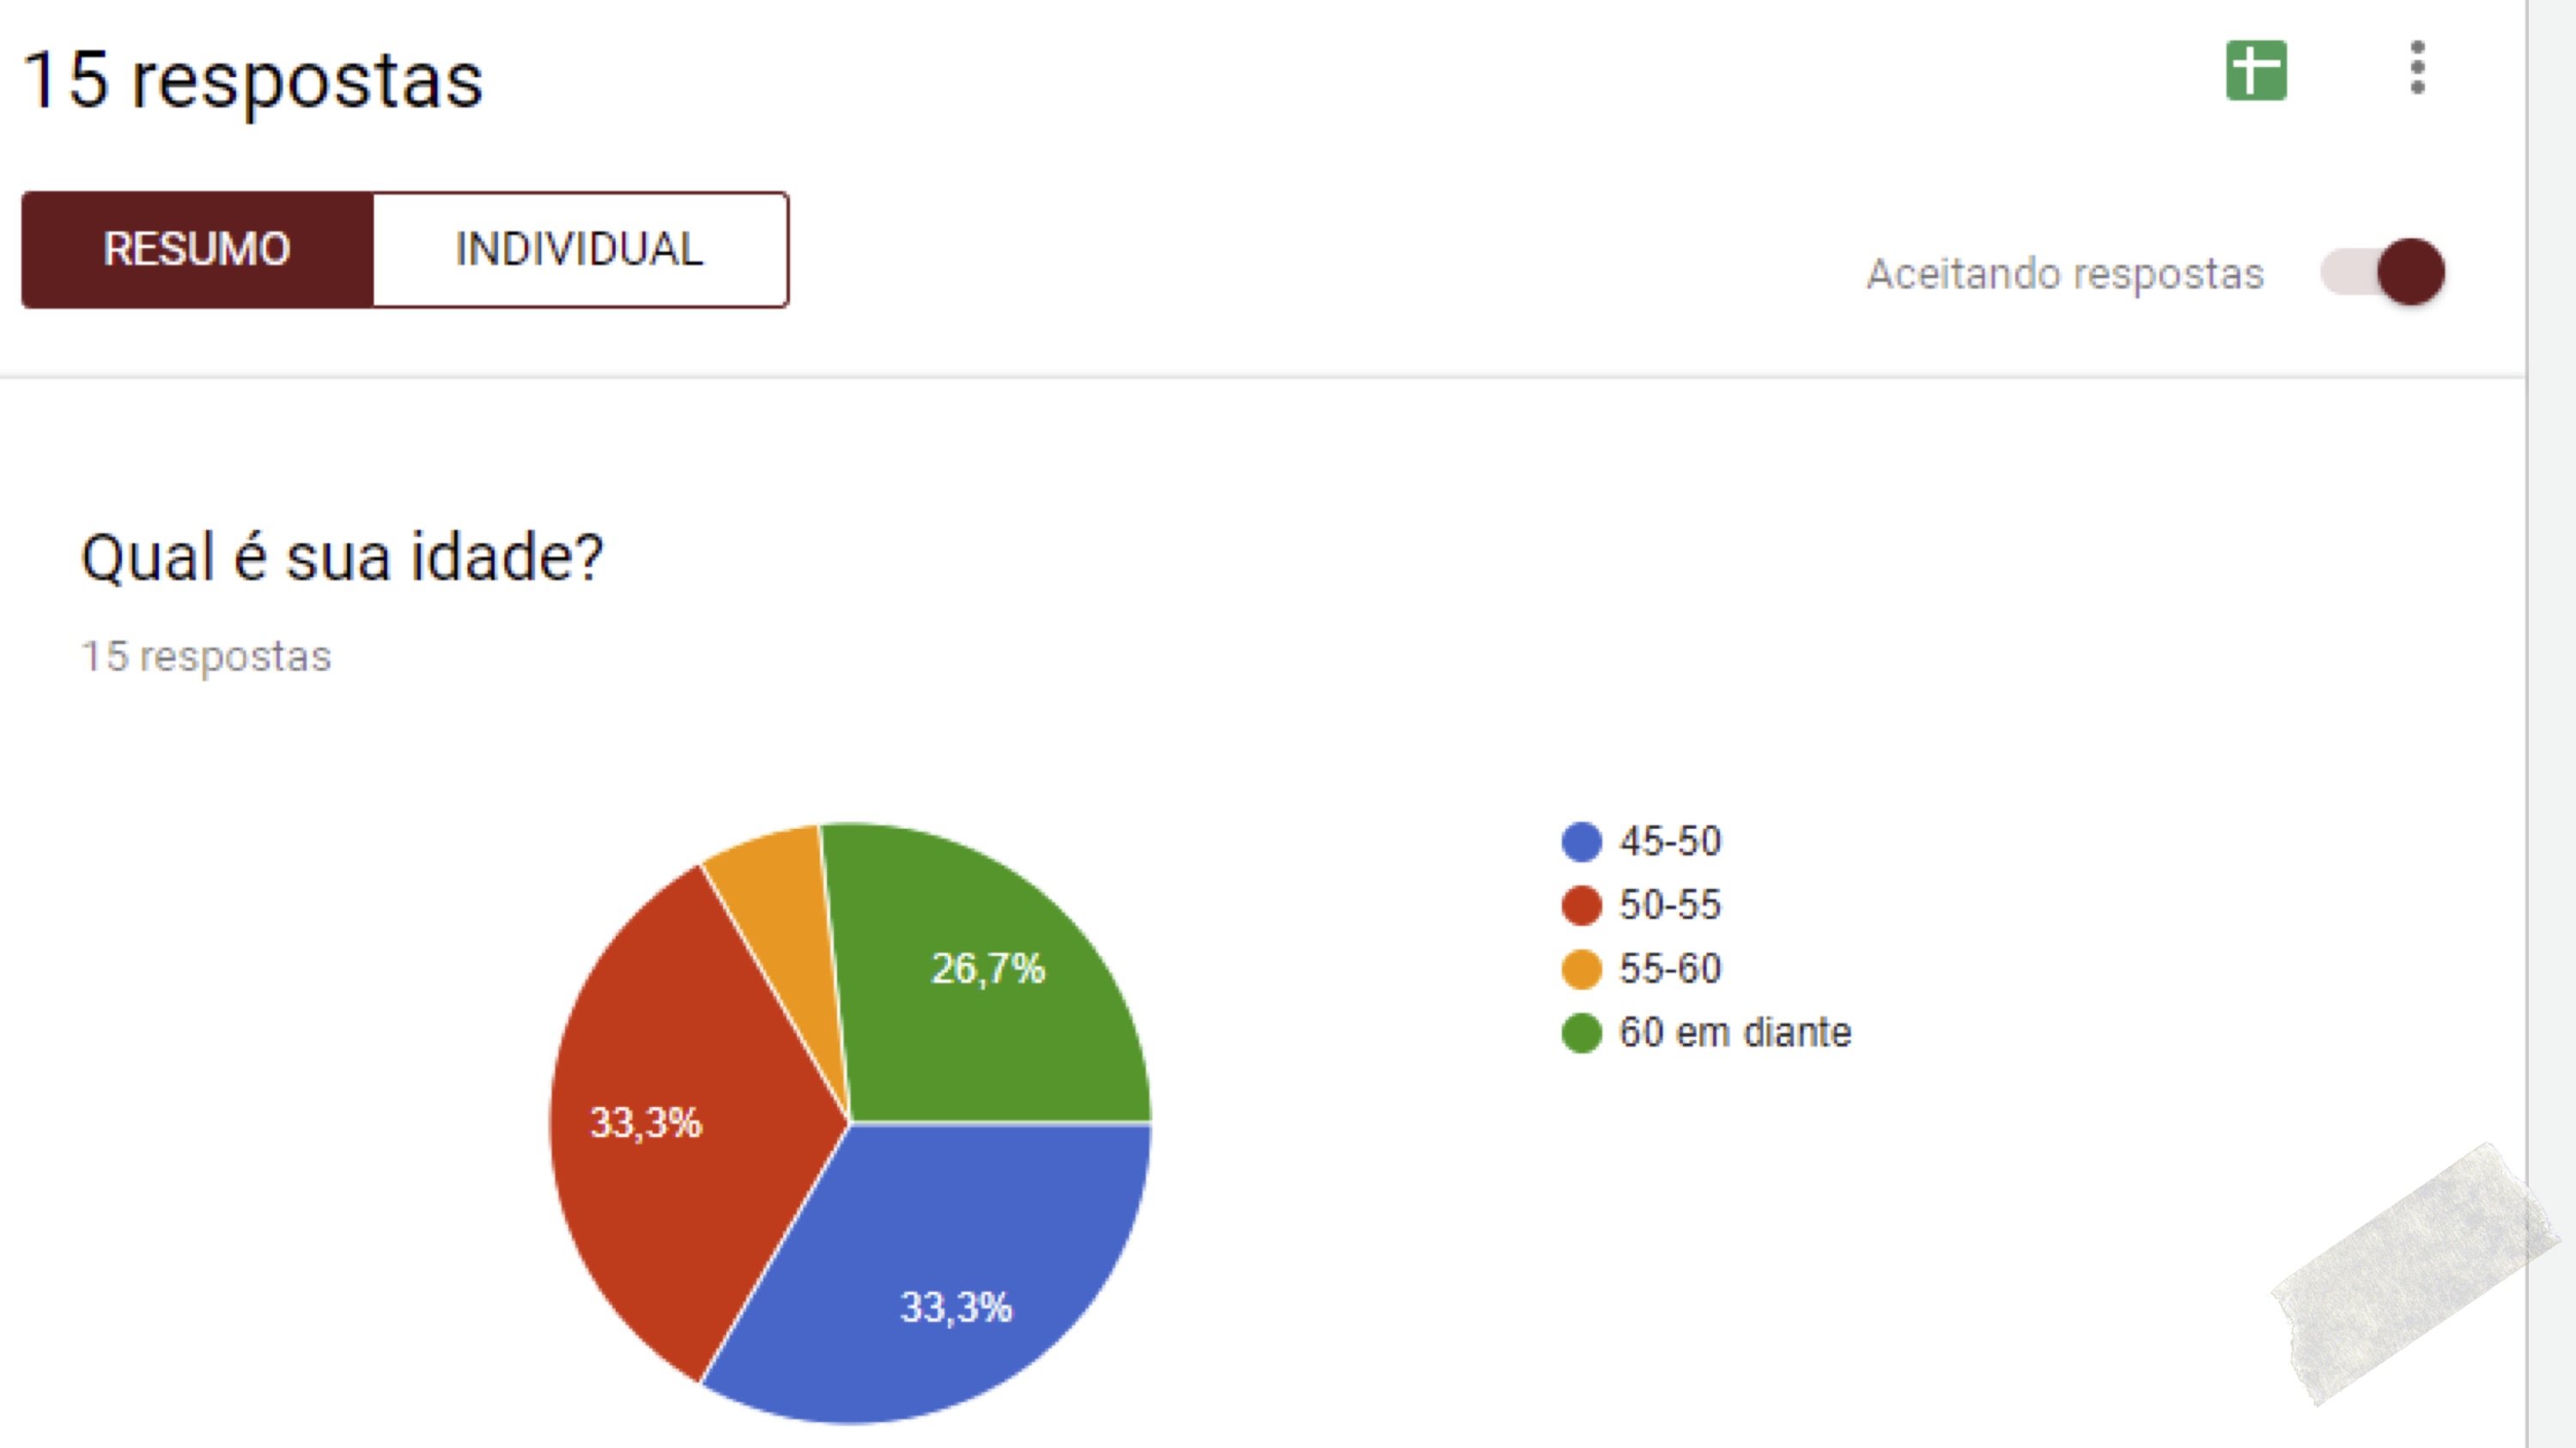 15 respostas
RESUMO INDIVIDUAL
Aceitando respostas
Qual é sua idade?
15 respostas
45-50
50-55
55-60
60 em diante
26,7%
33,3%
33,3%